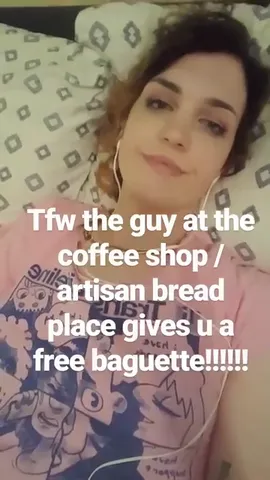 Tfw the guy at the
coffee shop /
artisan bread
place gives u a
free baguette!!!!!!